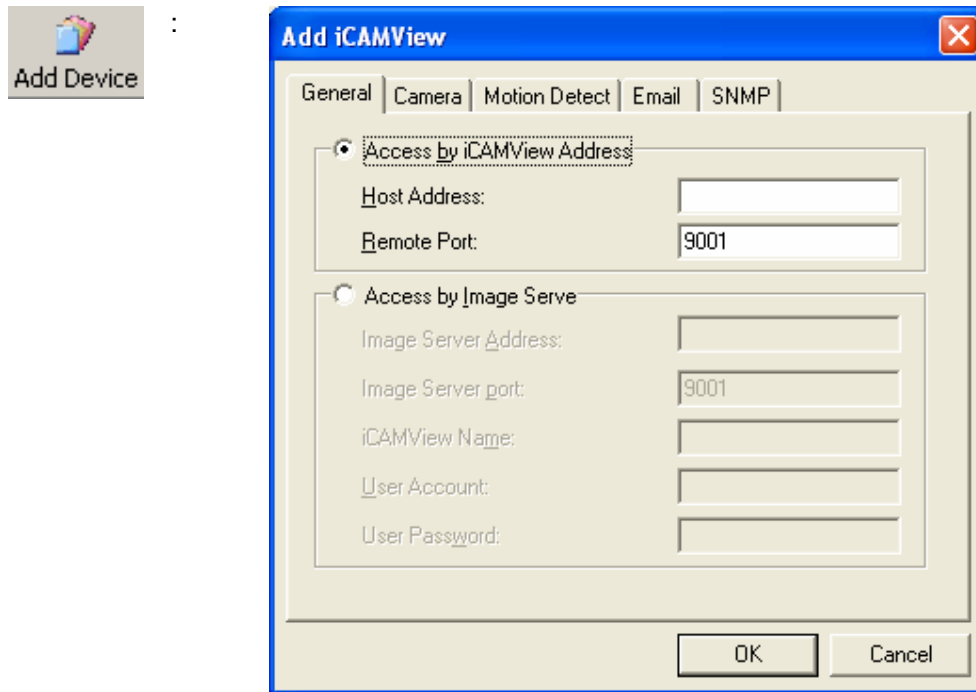 Add Device
:
Add iCAMView
General Camera Motion Detect Email SNMP
Access by iCAMView Address
Host Address:
Remote Port: 9001
Access by Image Serve
Image Server Address:
Image Server port: 9001
iCAMView Name:
User Account:
User Password:
OK Cancel